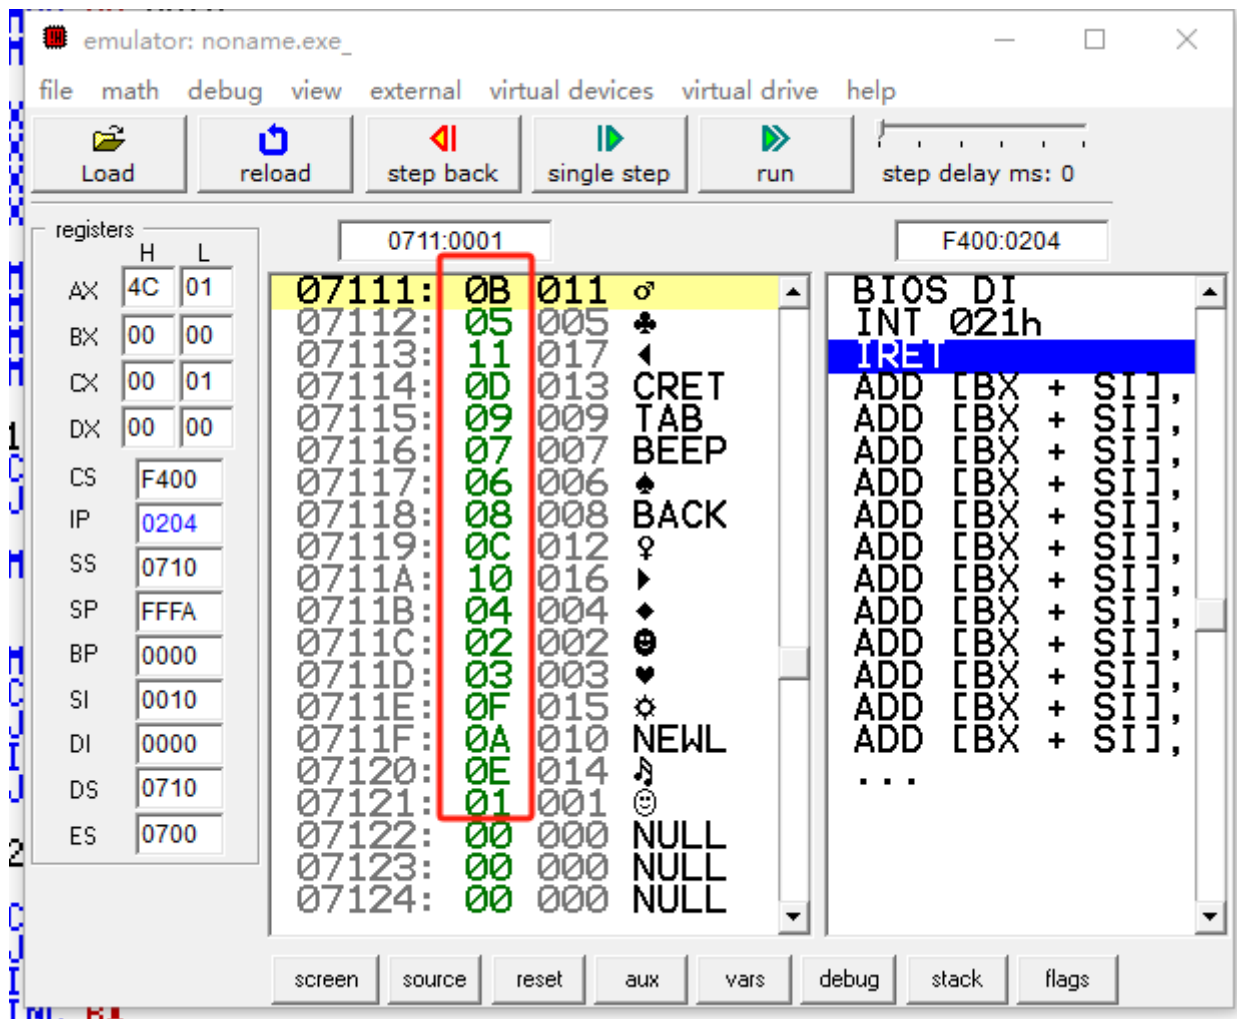 emulator: noname.exe_
file math debug view external virtual devices virtual drive help
Load reload step back single step run step delay ms: 0
registers
H L
AX 4C 01
BX 00 00
CX 00 01
DX 00 00
CS F400
IP 0204
SS 0710
SP FFFA
BP 0000
SI 0010
DI 0000
DS 0710
ES 0700
0711:0001
07111: 0B 011 ♂
07112: 05 005 ♣
07113: 11 017 ◄
07114: 0D 013 CRET
07115: 09 009 TAB
07116: 07 007 BEEP
07117: 06 006 ♠
07118: 08 008 BACK
07119: 0C 012 ♀
0711A: 10 016 ►
0711B: 04 004 ♦
0711C: 02 002 ☻
0711D: 03 003 ♥
0711E: 0F 015 ☼
0711F: 0A 010 NEWL
07120: 0E 014 ♫
07121: 01 001 ☺
07122: 00 000 NULL
07123: 00 000 NULL
07124: 00 000 NULL
F400:0204
BIOS DI
INT 021h
IRET
ADD [BX + SI],
ADD [BX + SI],
ADD [BX + SI],
ADD [BX + SI],
ADD [BX + SI],
ADD [BX + SI],
ADD [BX + SI],
ADD [BX + SI],
ADD [BX + SI],
ADD [BX + SI],
ADD [BX + SI],
ADD [BX + SI],
...
screen source reset aux vars debug stack flags